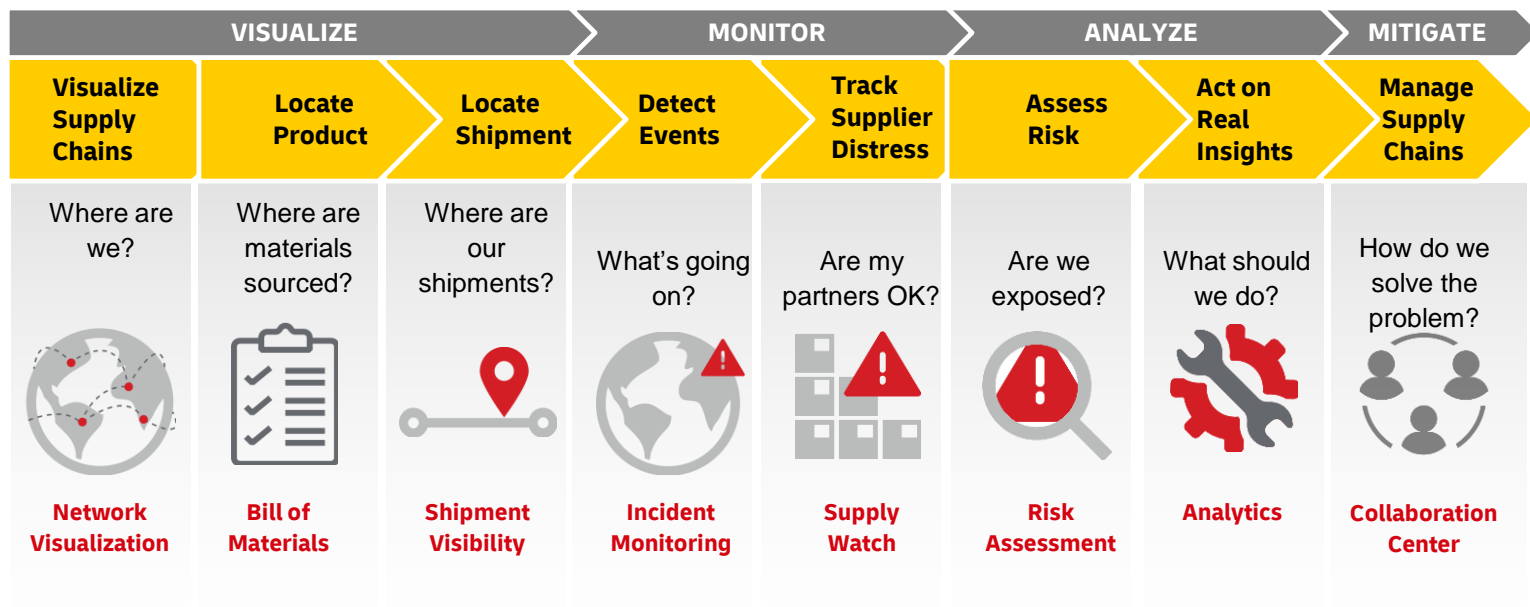 VISUALIZE
MONITOR
ANALYZE
MITIGATE
Visualize
Supply
Chains
Locate
Product
Locate
Shipment
Detect
Events
Track
Supplier
Distress
Assess
Risk
Act on
Real
Insights
Manage
Supply
Chains
Where are
we?
Where are
materials
sourced?
Where are
our
shipments?
What’s going
on?
Are my
partners OK?
Are we
exposed?
What should
we do?
How do we
solve the
problem?
Network
Visualization
Bill of
Materials
Shipment
Visibility
Incident
Monitoring
Supply
Watch
Risk
Assessment
Analytics
Collaboration
Center